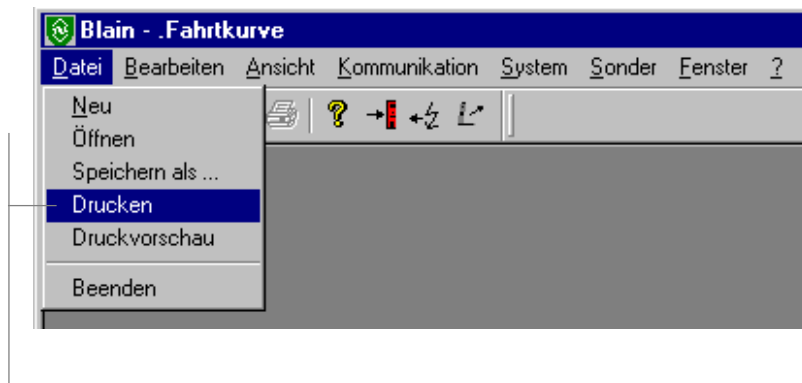 Blain - .Fahrtkurve
Datei Bearbeiten Ansicht Kommunikation System Sonder Fenster ?
Neu
Öffnen
Speichern als ...
Drucken
Druckvorschau
Beenden